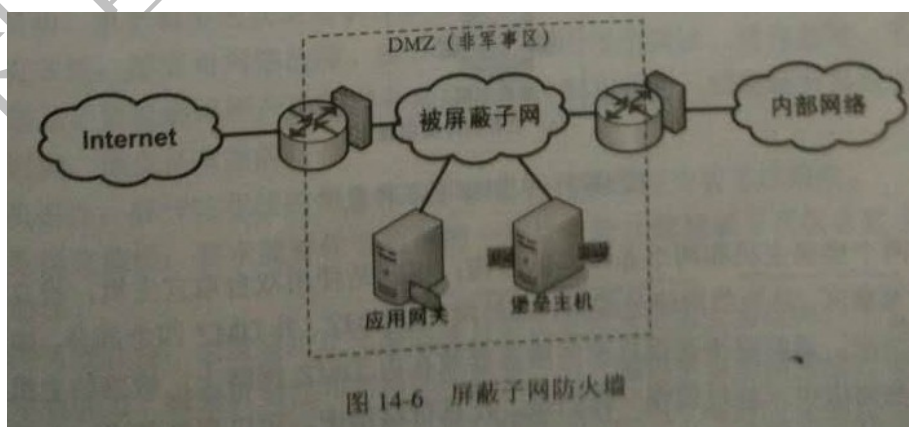 DMZ（非军事区）
Internet
被屏蔽子网
内部网络
应用网关
堡垒主机
图 14-6 屏蔽子网防火墙